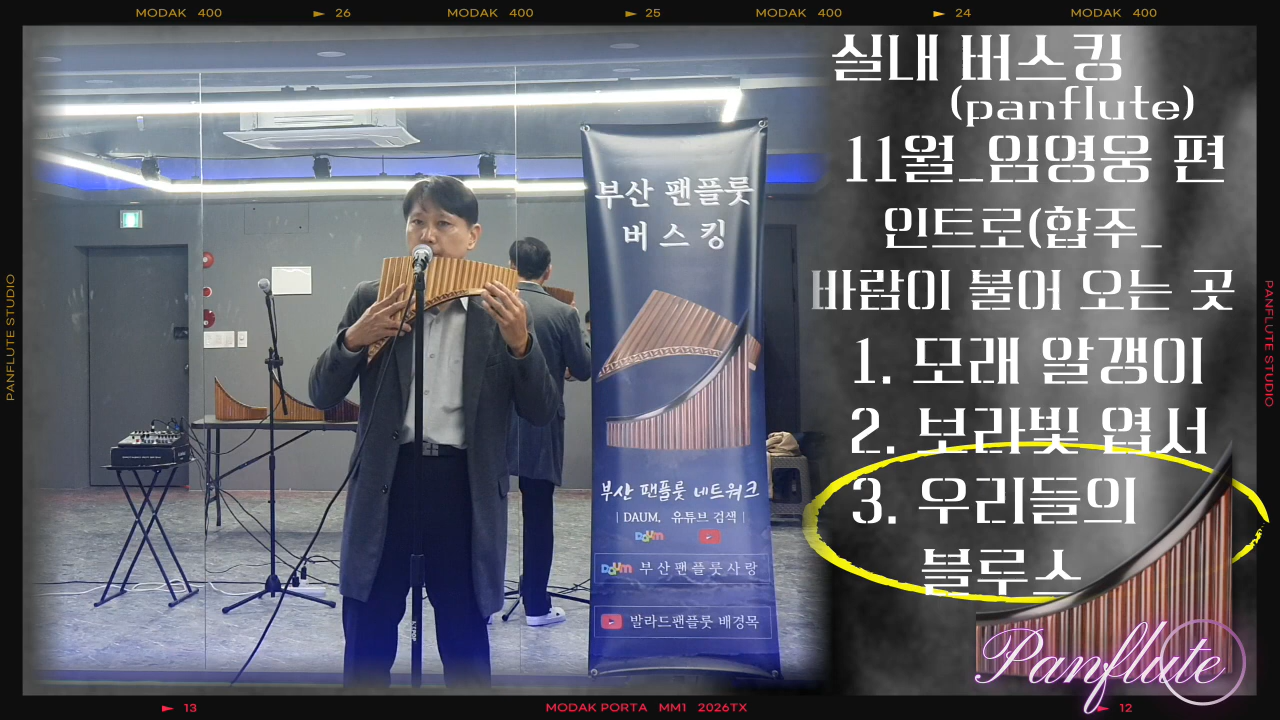 MODAK 400
26
MODAK 400
25
MODAK 400
24
MODAK 400
PANFLUTE STUDIO
부산 팬플룻
버스킹
부산 팬플룻 네트워크
| DAUM, 유튜브 검색 |
Daum
Daum 부산팬플룻사랑
발라드팬플룻 배경목
실내 버스킹
(panflute)
11월_임영웅 편
인트로(합주_
바람이 불어 오는 곳
1. 모래 알갱이
2. 보라빛 엽서
3. 우리들의
블루스
Panflute
PANFLUTE STUDIO
13
MODAK PORTA MM1 2026TX
12